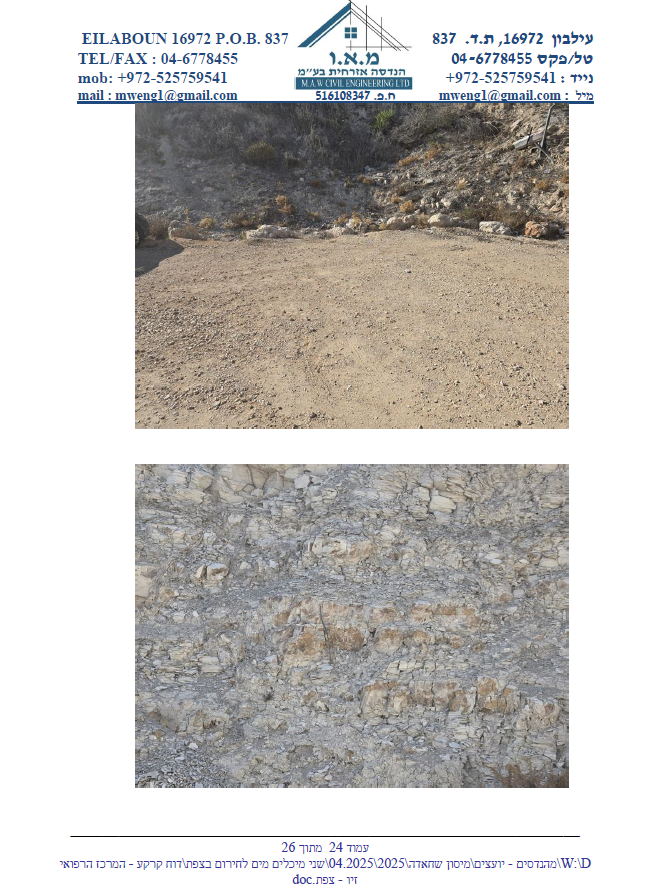 EILABOUN 16972 P.O.B. 837
TEL/FAX : 04-6778455
mob: +972-525759541
mail : mweng1@gmail.com
מ.א.ו
הנדסה אזרחית בע"מ
M.A.W CIVIL ENGINEERING LTD
ח.פ. 516108347
עילבון 16972, ת.ד. 837
טל/פקס 04-6778455
נייד : +972-525759541
מיל : mweng1@gmail.com
עמוד 24 מתוך 26
W:\D\מהנדסים - יועצים\מיסון שחאדה\2025\04.2025\שני מיכלים מים לחירום בצפת\דוח קרקע - המרכז הרפואי
זיו - צפת.doc